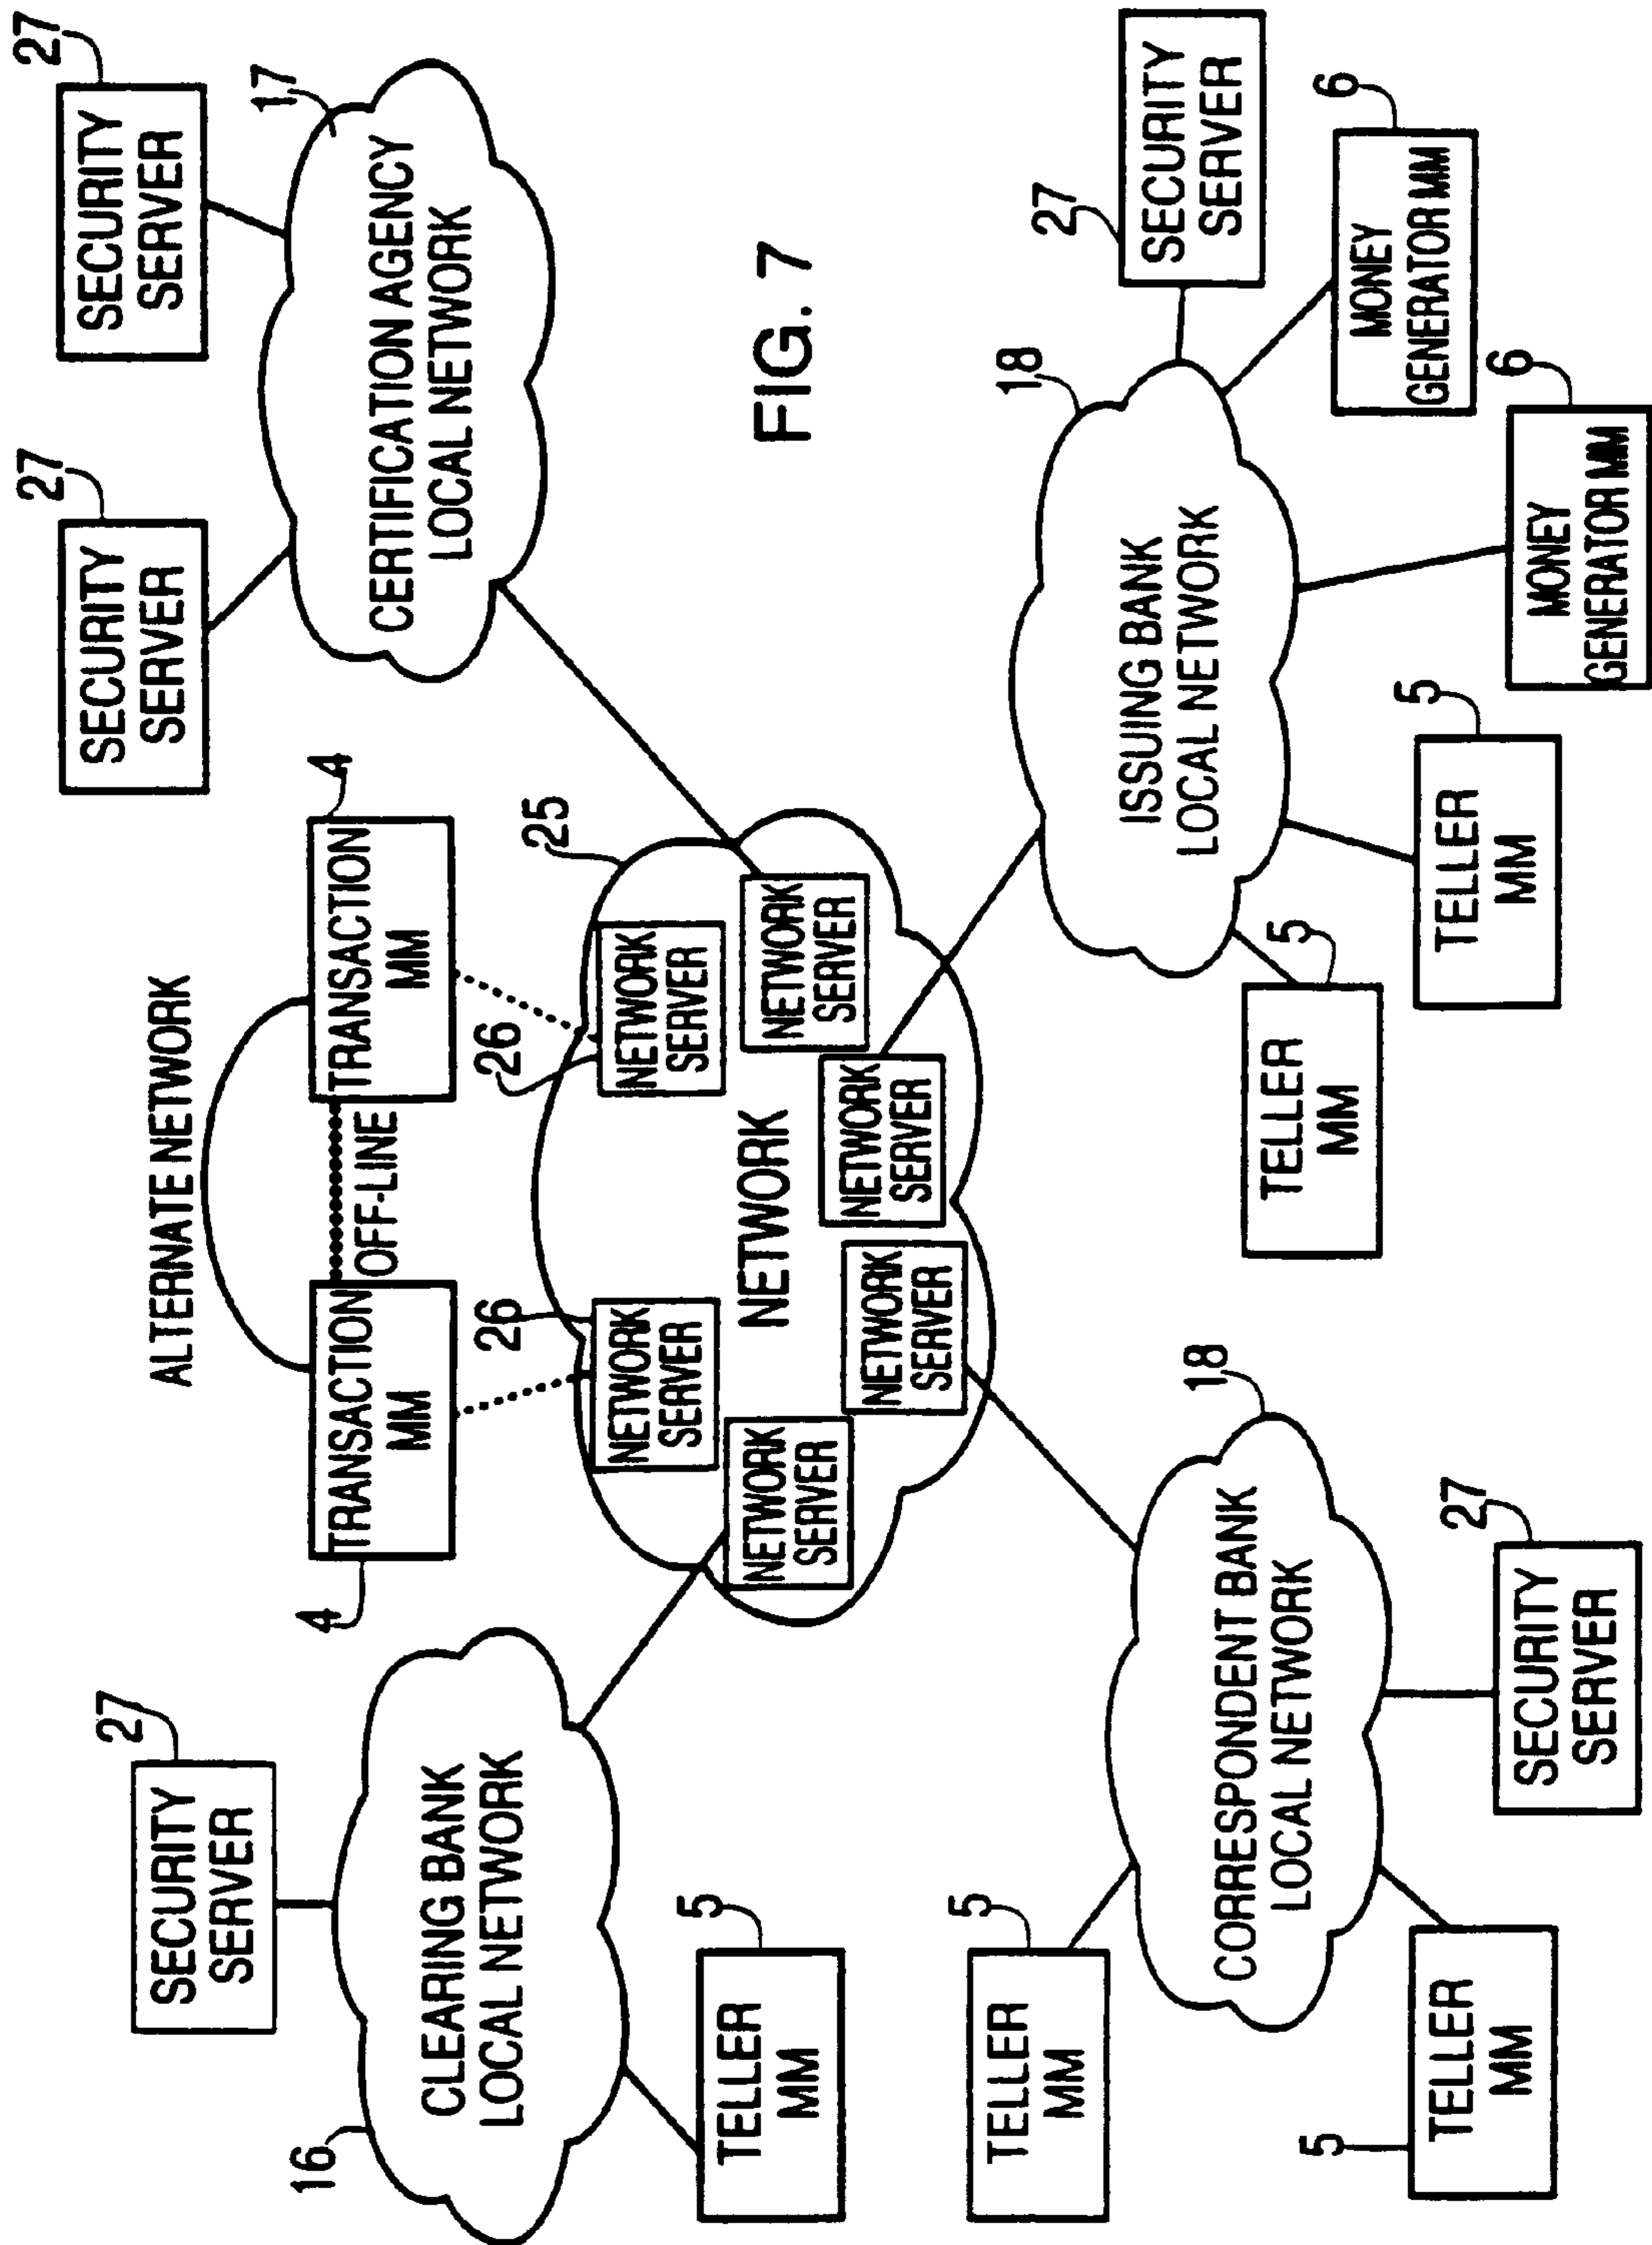 27
SECURITY
SERVER
16
CLEARING BANK
LOCAL NETWORK
5
TELLER
MM
ALTERNATE NETWORK
4
TRANSACTION
MM
OFF-LINE
4
TRANSACTION
MM
26
NETWORK
SERVER
26
NETWORK
SERVER
25
NETWORK
NETWORK
SERVER
NETWORK
SERVER
NETWORK
SERVER
NETWORK
SERVER
27
SECURITY
SERVER
27
SECURITY
SERVER
17
CERTIFICATION AGENCY
LOCAL NETWORK
FIG. 7
5
TELLER
MM
18
CORRESPONDENT BANK
LOCAL NETWORK
5
TELLER
MM
27
SECURITY
SERVER
18
ISSUING BANK
LOCAL NETWORK
27
SECURITY
SERVER
5
TELLER
MM
5
TELLER
MM
6
MONEY
GENERATOR MM
6
MONEY
GENERATOR MM